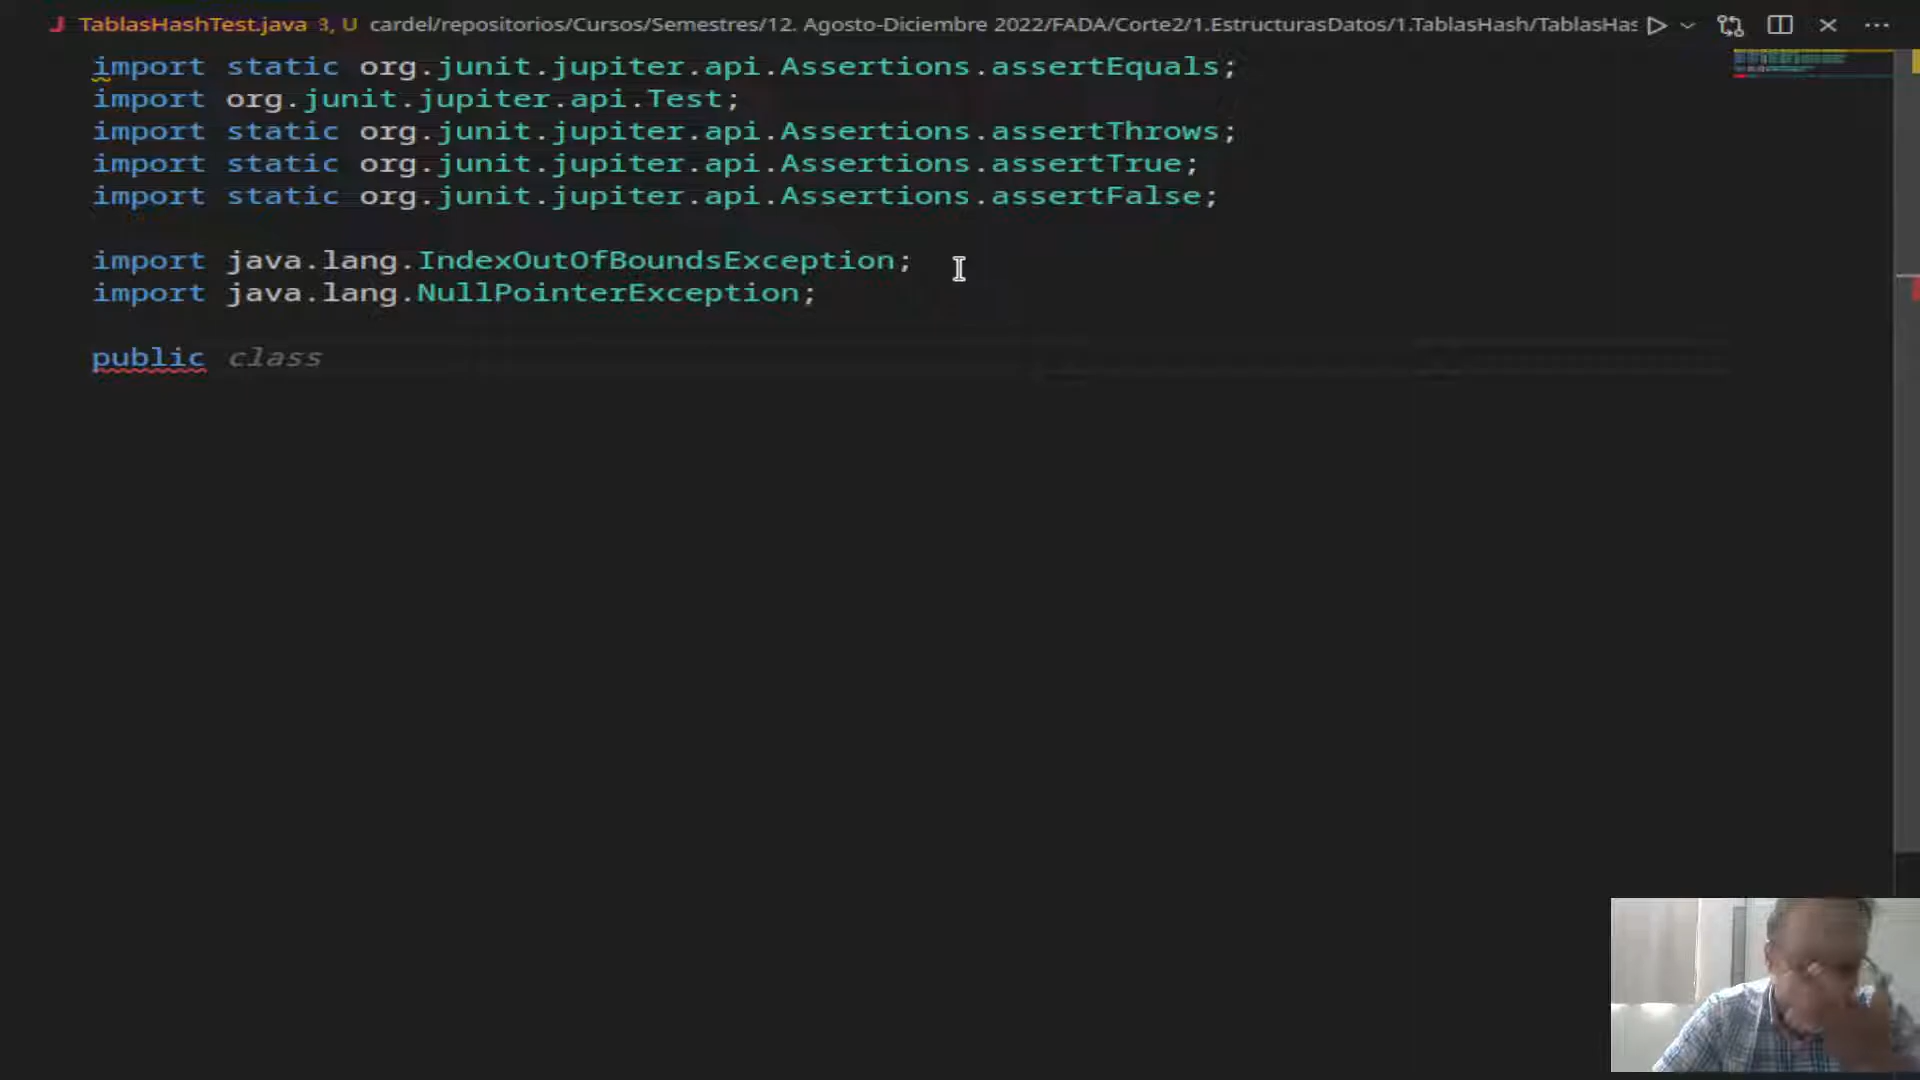 TablasHashTest.java 3, U cardel/repositorios/Cursos/Semestres/12. Agosto-Diciembre 2022/FADA/Corte2/1.EstructurasDatos/1.TablasHash/TablasHas
import static org.junit.jupiter.api.Assertions.assertEquals;
import org.junit.jupiter.api.Test;
import static org.junit.jupiter.api.Assertions.assertThrows;
import static org.junit.jupiter.api.Assertions.assertTrue;
import static org.junit.jupiter.api.Assertions.assertFalse;
import java.lang.IndexOutOfBoundsException;
import java.lang.NullPointerException;
public class